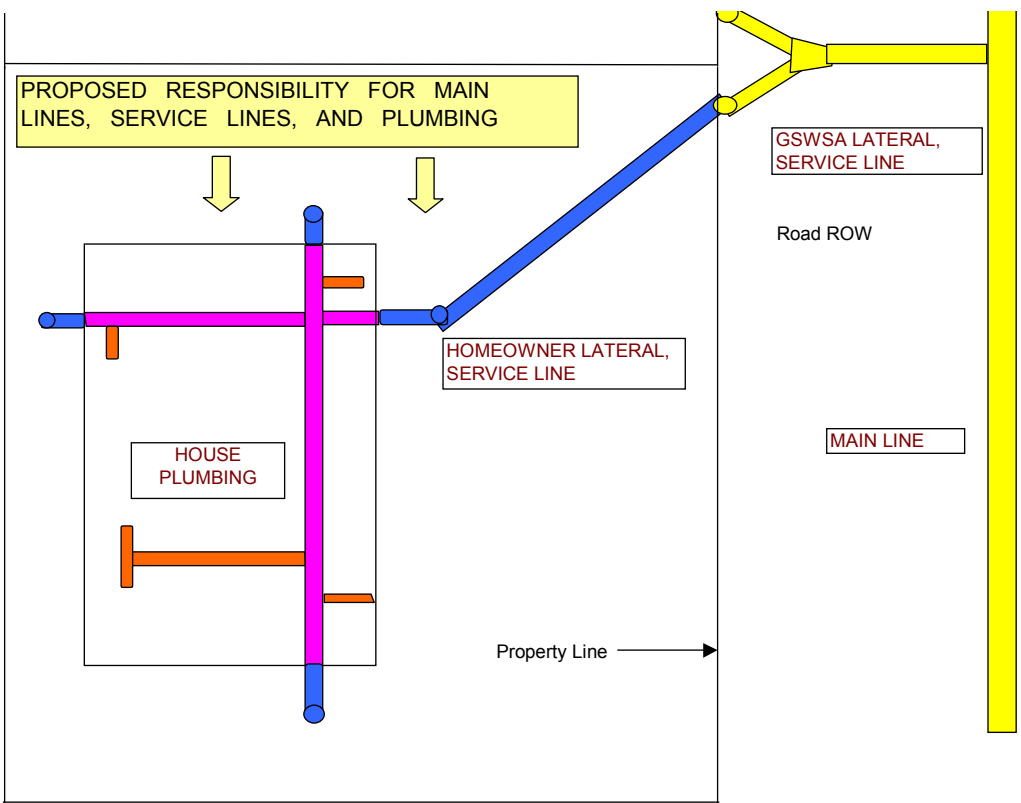 PROPOSED RESPONSIBILITY FOR MAIN
LINES, SERVICE LINES, AND PLUMBING
GSWSA LATERAL,
SERVICE LINE
Road ROW
HOMEOWNER LATERAL,
SERVICE LINE
MAIN LINE
HOUSE
PLUMBING
Property Line